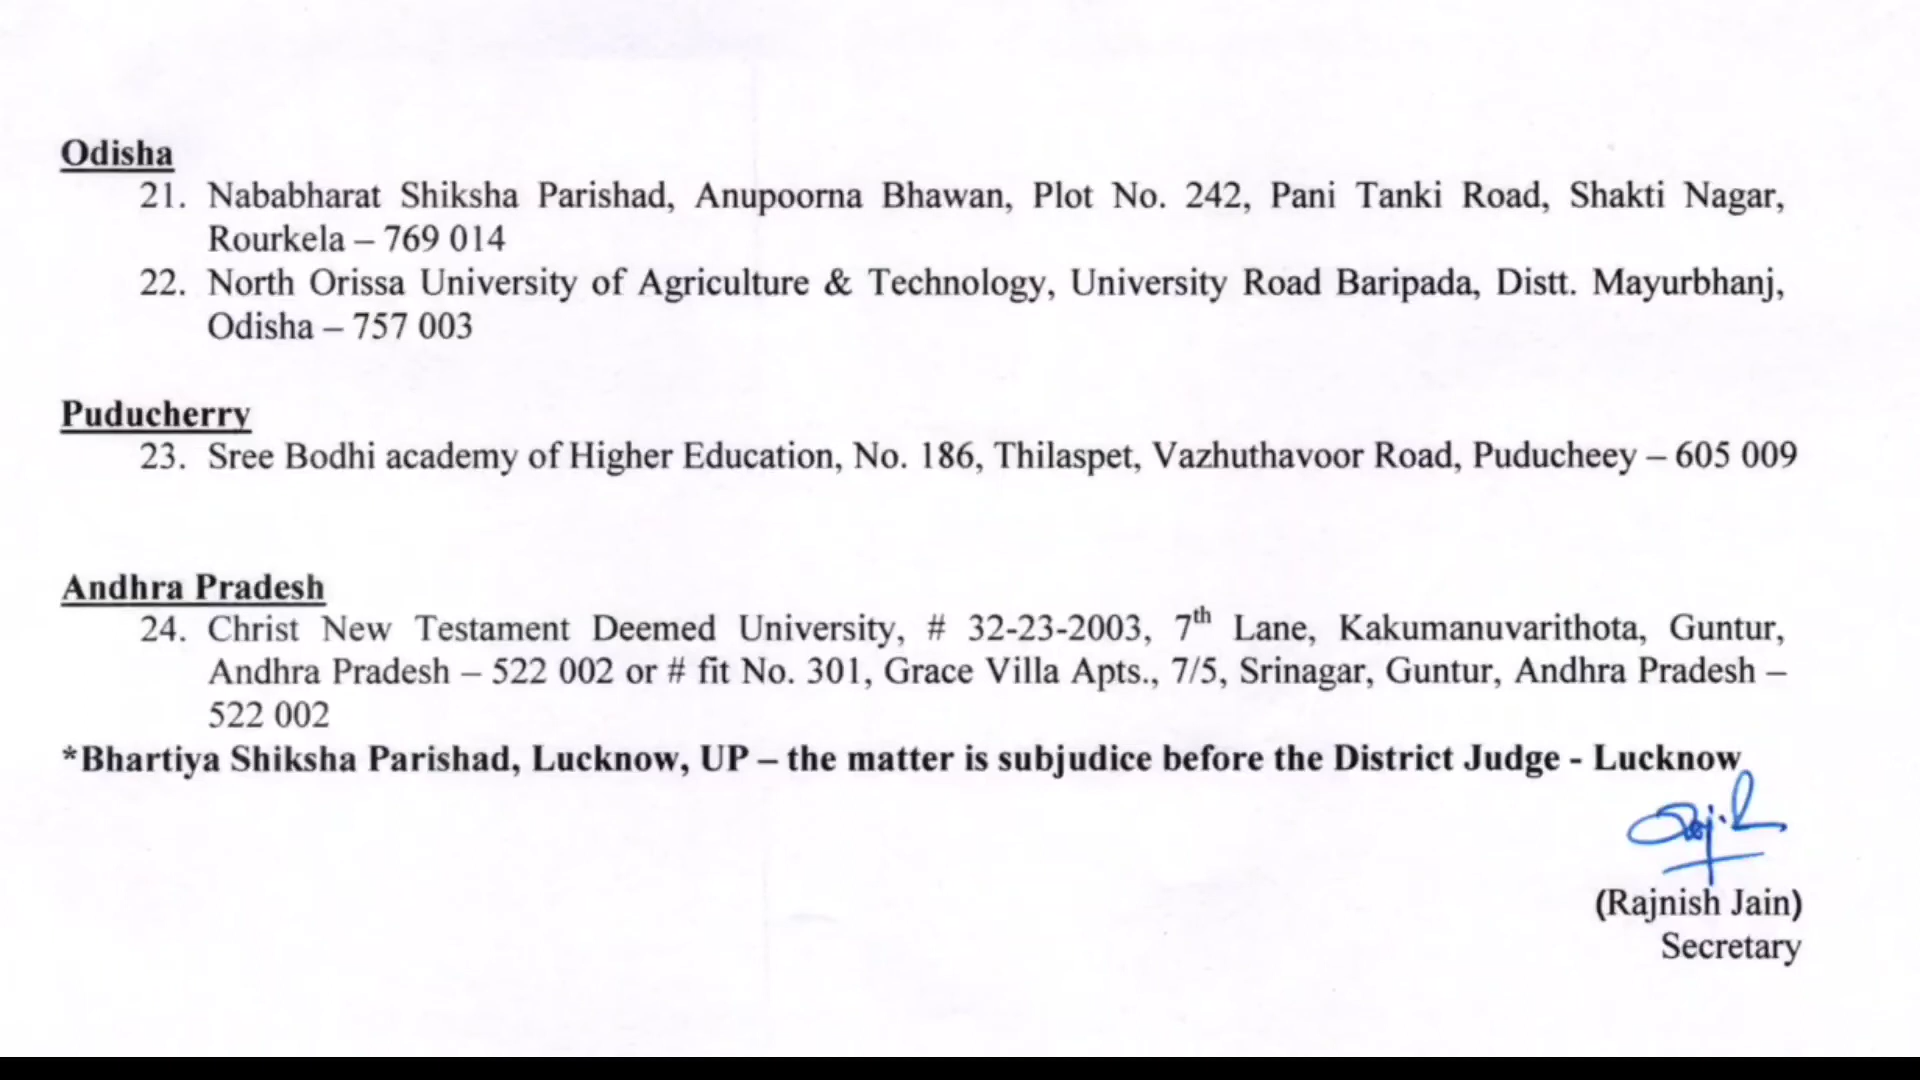 Odisha
21. Nababharat Shiksha Parishad, Anupoorna Bhawan, Plot No. 242, Pani Tanki Road, Shakti Nagar,
Rourkela – 769 014
22. North Orissa University of Agriculture & Technology, University Road Baripada, Distt. Mayurbhanj,
Odisha – 757 003
Puducherry
23. Sree Bodhi academy of Higher Education, No. 186, Thilaspet, Vazhuthavoor Road, Puducheey – 605 009
Andhra Pradesh
24. Christ New Testament Deemed University, # 32-23-2003, 7th Lane, Kakumanuvarithota, Guntur,
Andhra Pradesh – 522 002 or # fit No. 301, Grace Villa Apts., 7/5, Srinagar, Guntur, Andhra Pradesh –
522 002
*Bhartiya Shiksha Parishad, Lucknow, UP – the matter is subjudice before the District Judge - Lucknow
(Rajnish Jain)
Secretary